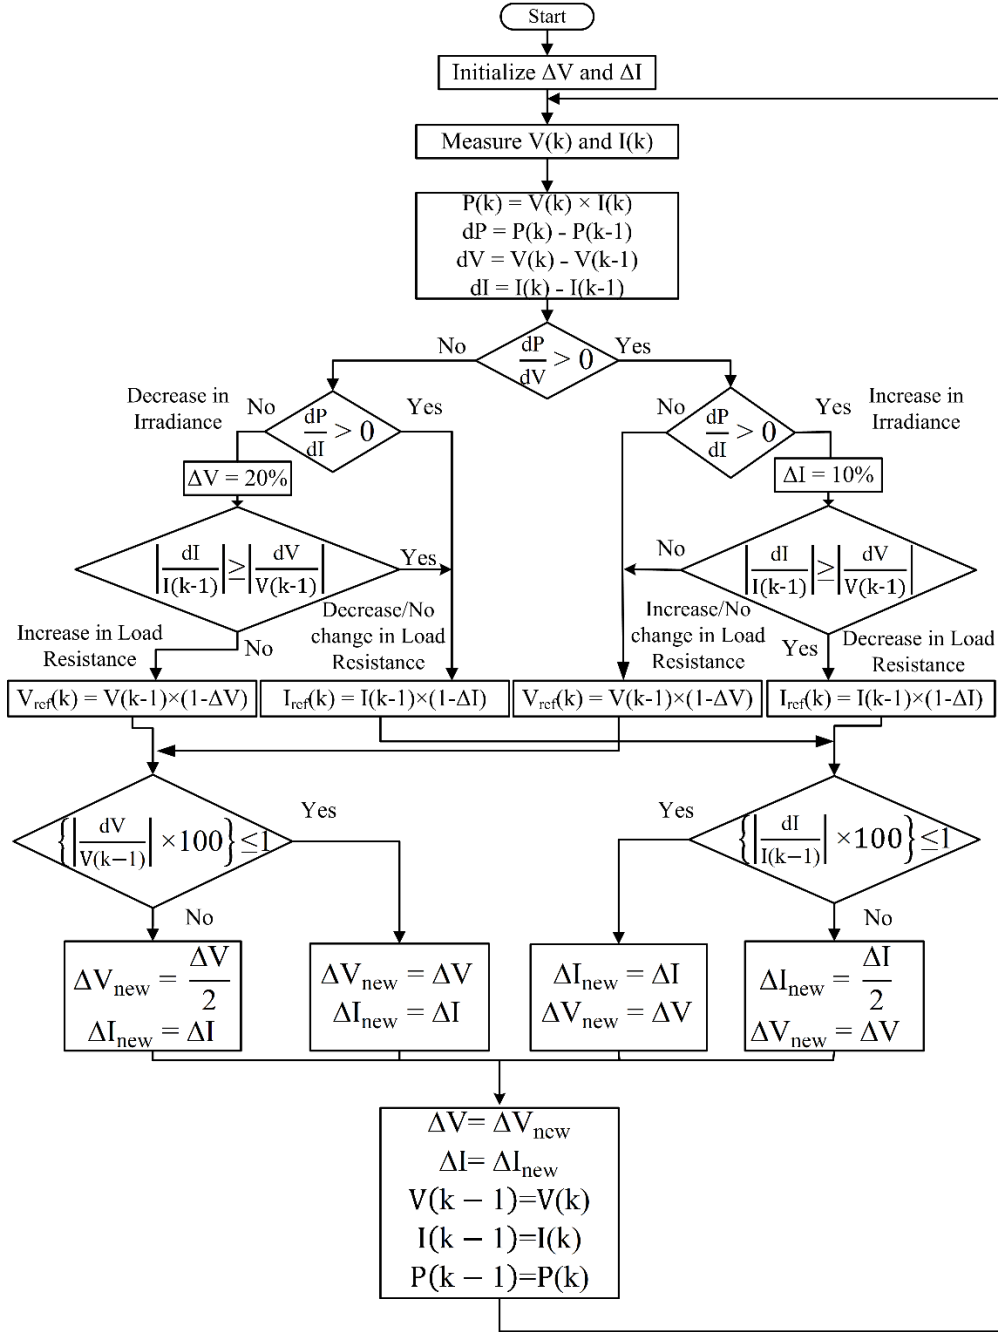 Start
Initialize ΔV and ΔI
Measure V(k) and I(k)
P(k) = V(k) × I(k)
dP = P(k) - P(k-1)
dV = V(k) - V(k-1)
dI = I(k) - I(k-1)
No
dP/dV > 0
Yes
Decrease in
Irradiance
No
dP/dI > 0
Yes
No
dP/dI > 0
Yes
Increase in
Irradiance
ΔV = 20%
ΔI = 10%
|dI/I(k-1)| ≥ |dV/V(k-1)|
Yes
No
|dI/I(k-1)| ≥ |dV/V(k-1)|
Increase in Load
Resistance
No
Decrease/No
change in Load
Resistance
Increase/No
change in Load
Resistance
Yes
Decrease in Load
Resistance
Vref(k) = V(k-1)×(1-ΔV)
Iref(k) = I(k-1)×(1-ΔI)
Vref(k) = V(k-1)×(1-ΔV)
Iref(k) = I(k-1)×(1-ΔI)
{|dV/V(k−1)| ×100} ≤1
Yes
No
Yes
{|dI/I(k−1)| ×100} ≤1
No
ΔVnew = ΔV/2
ΔInew = ΔI
ΔVnew = ΔV
ΔInew = ΔI
ΔInew = ΔI
ΔVnew = ΔV
ΔInew = ΔI/2
ΔVnew = ΔV
ΔV= ΔVnew
ΔI= ΔInew
V(k − 1)=V(k)
I(k − 1)=I(k)
P(k − 1)=P(k)